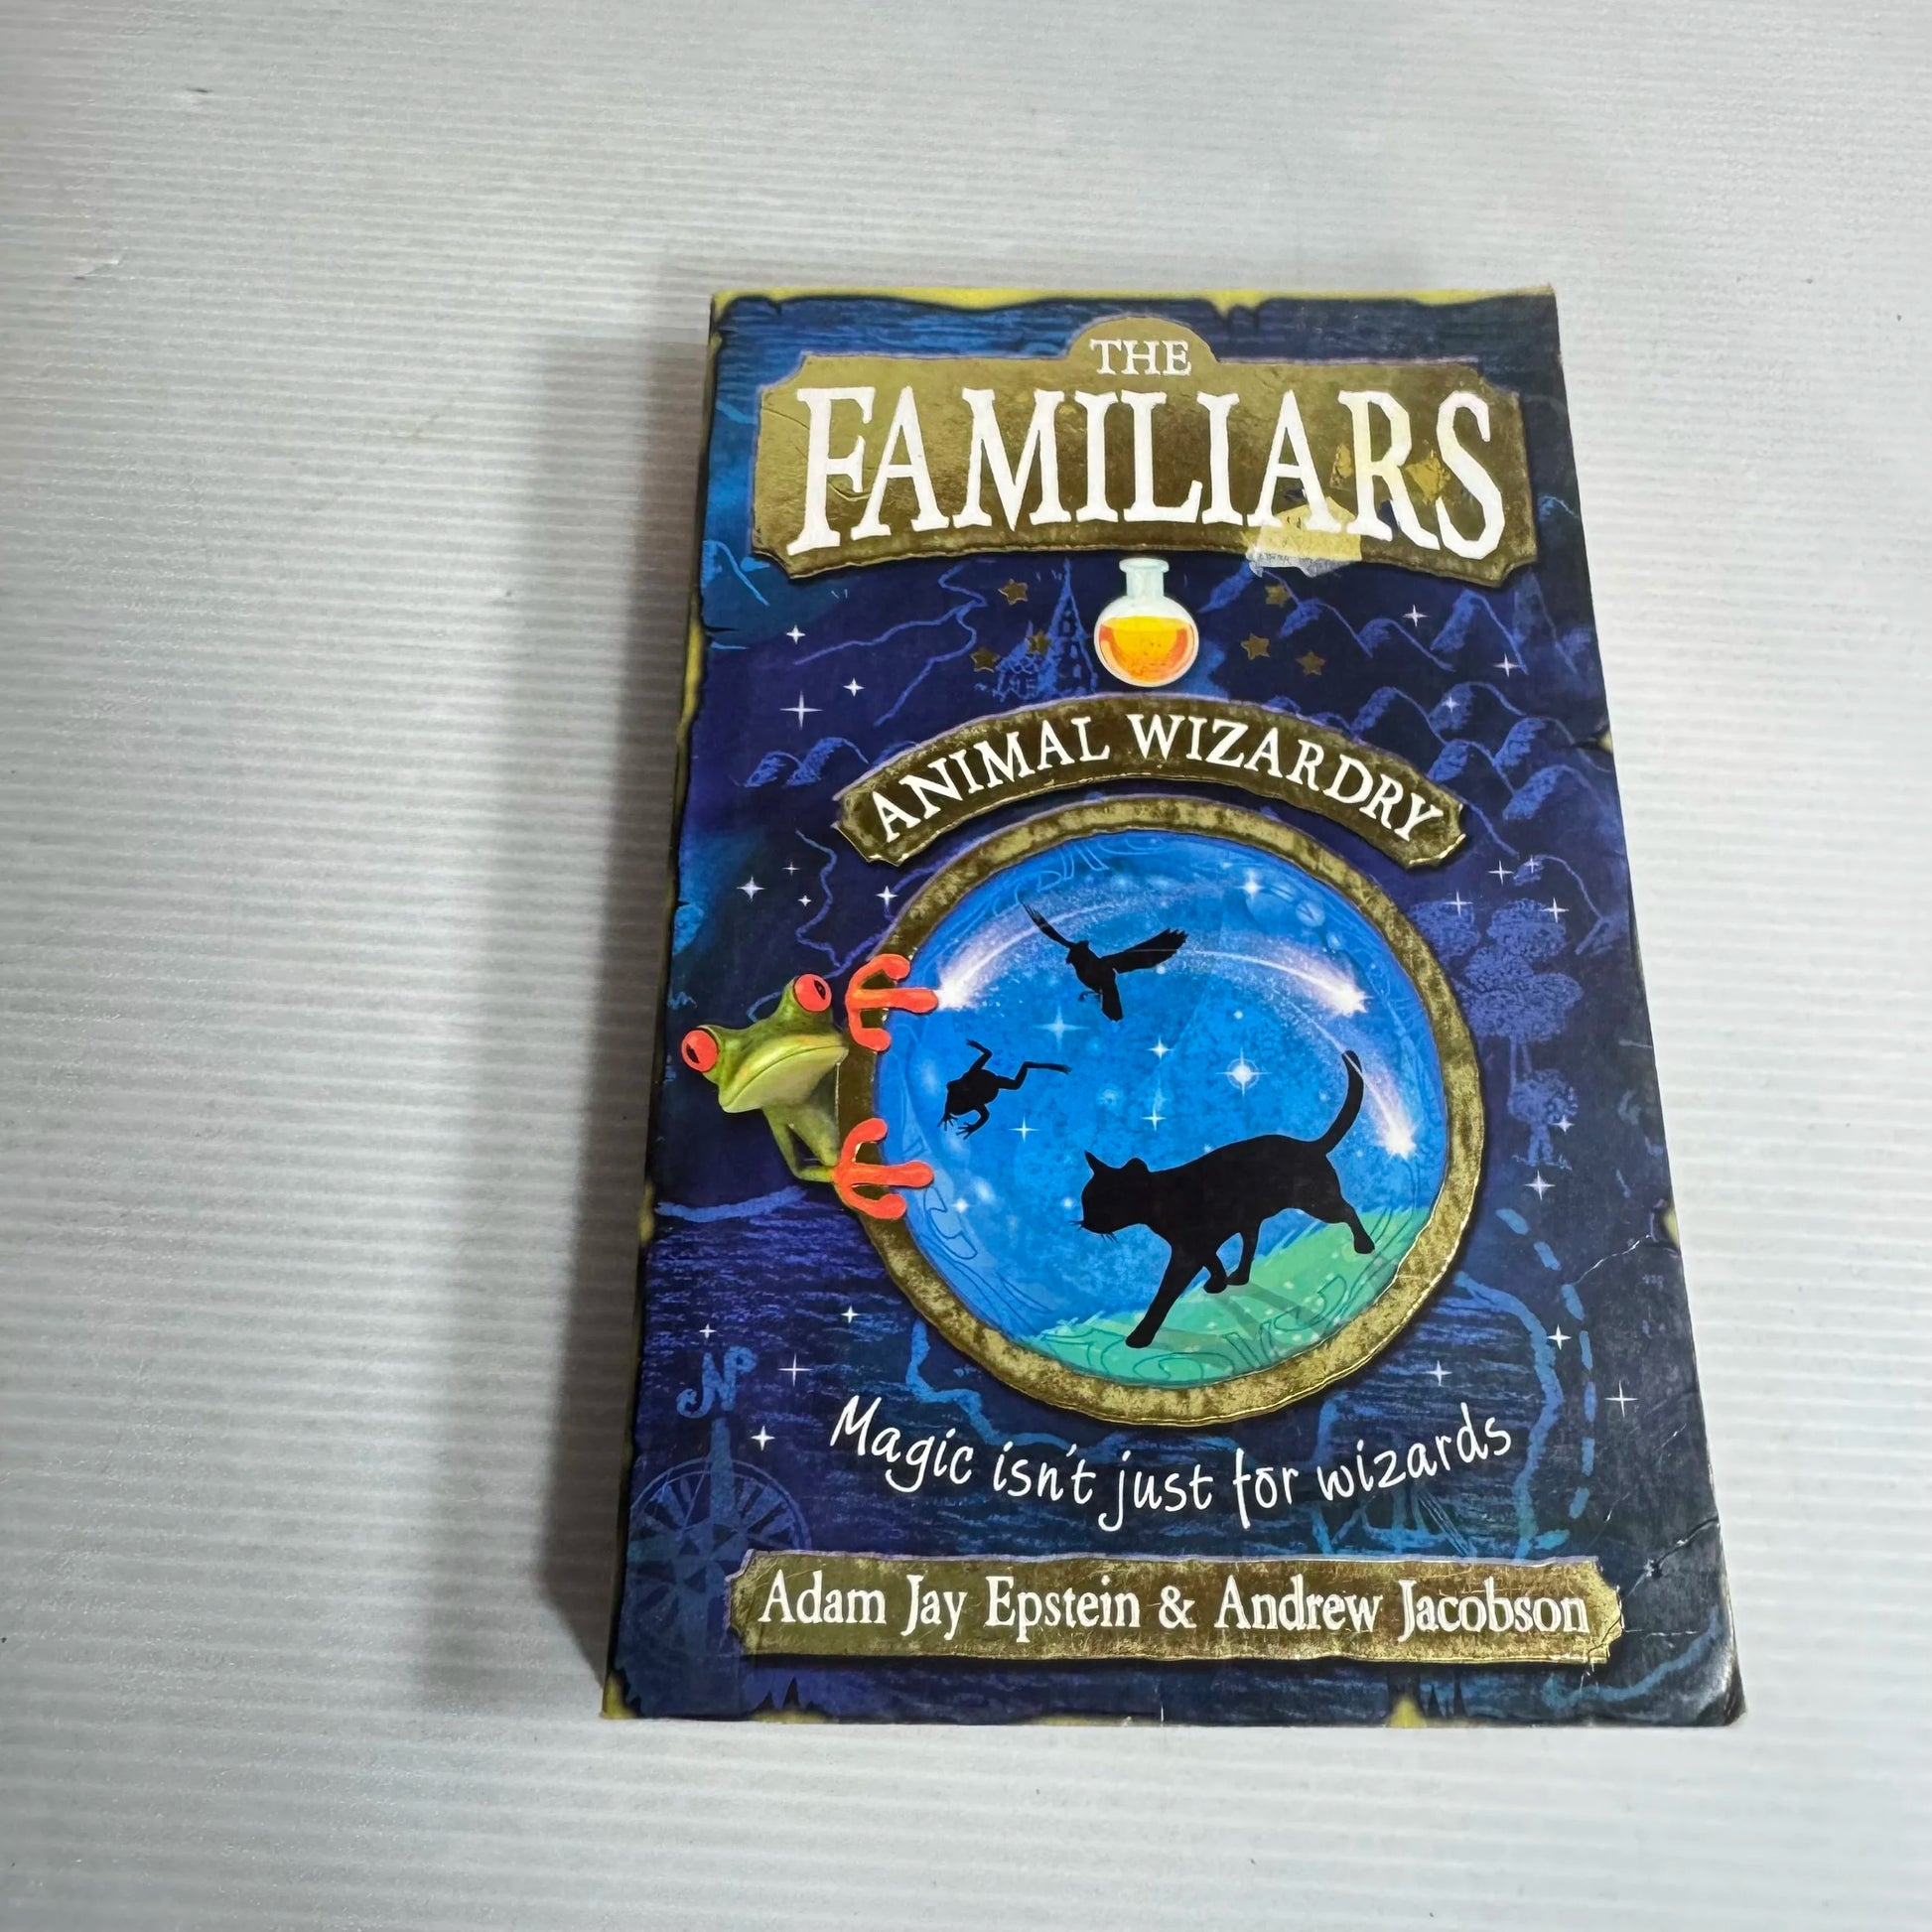 THE
FAMILIARS
ANIMAL WIZARDRY
N
Magic isn't just for wizards
Adam Jay Epstein & Andrew Jacobson